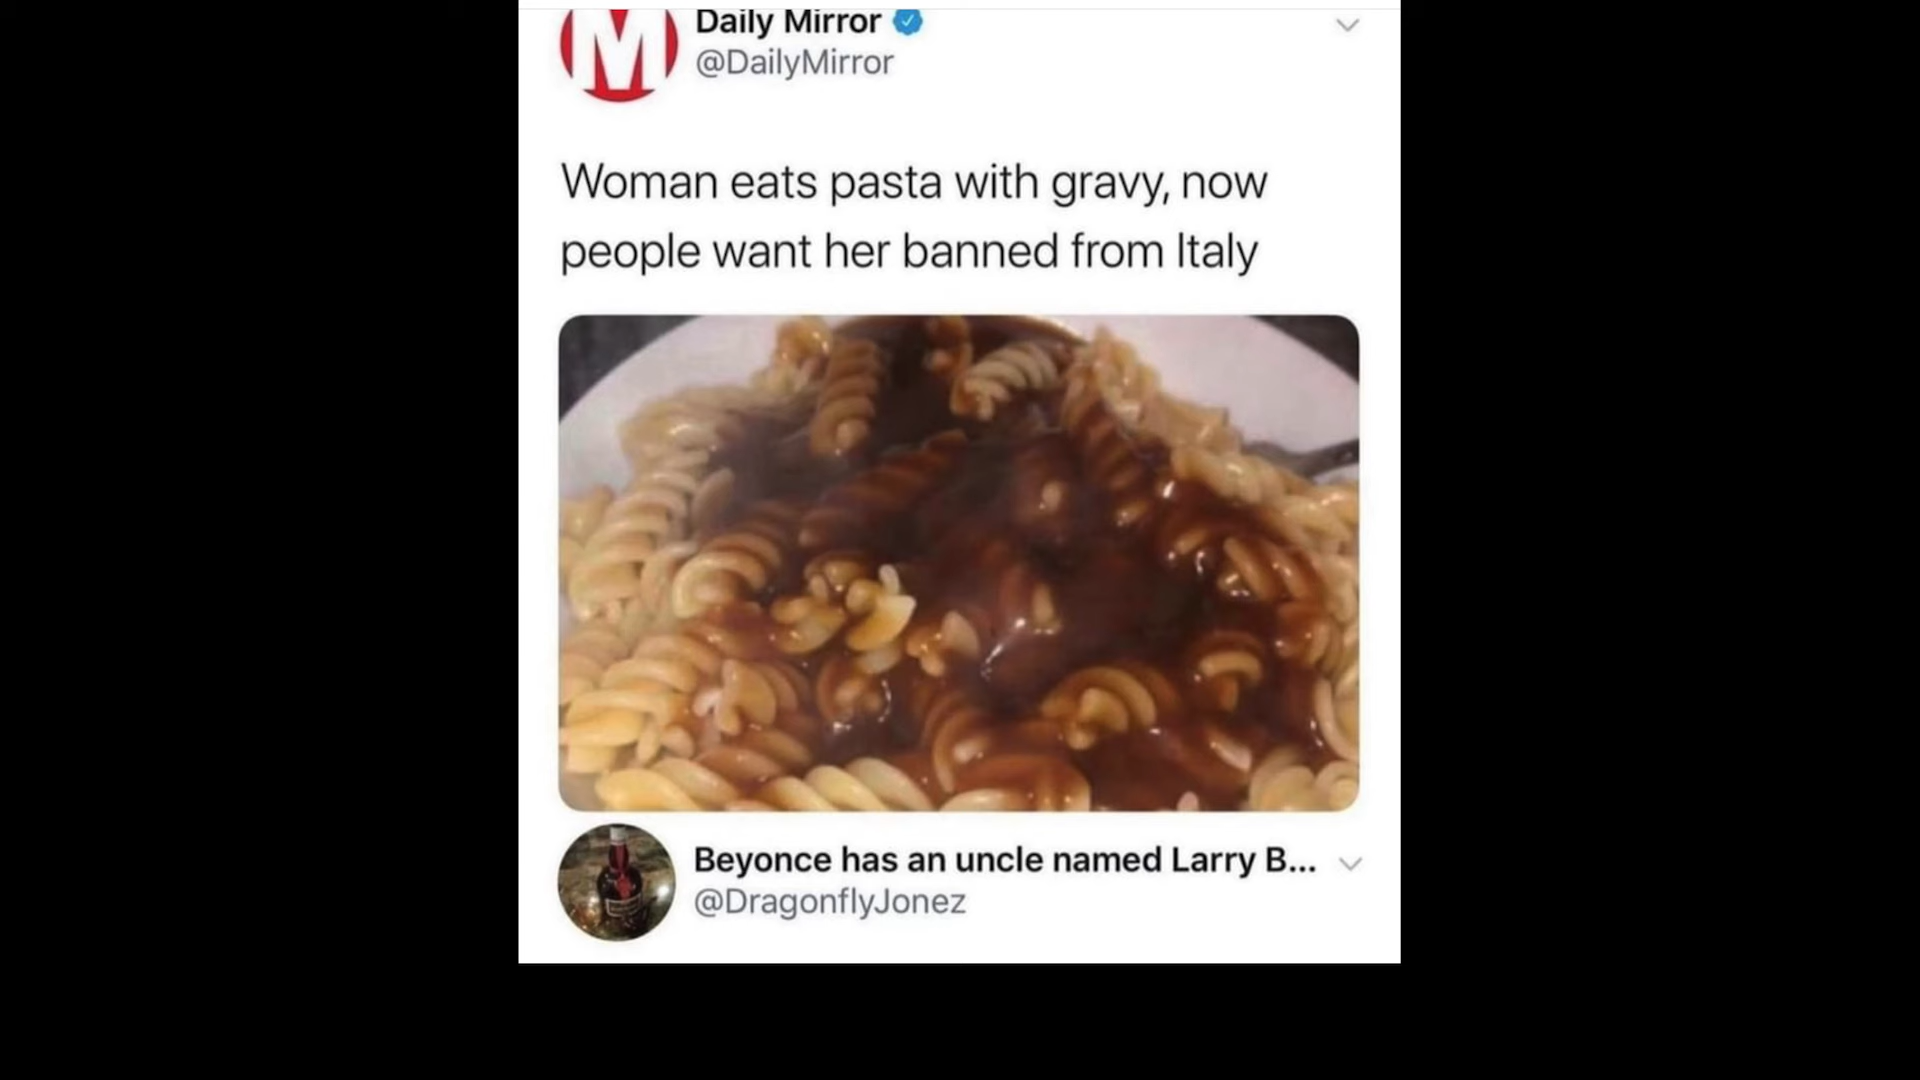 M
Daily Mirror
@DailyMirror
Woman eats pasta with gravy, now
people want her banned from Italy
Beyonce has an uncle named Larry B...
@DragonflyJonez